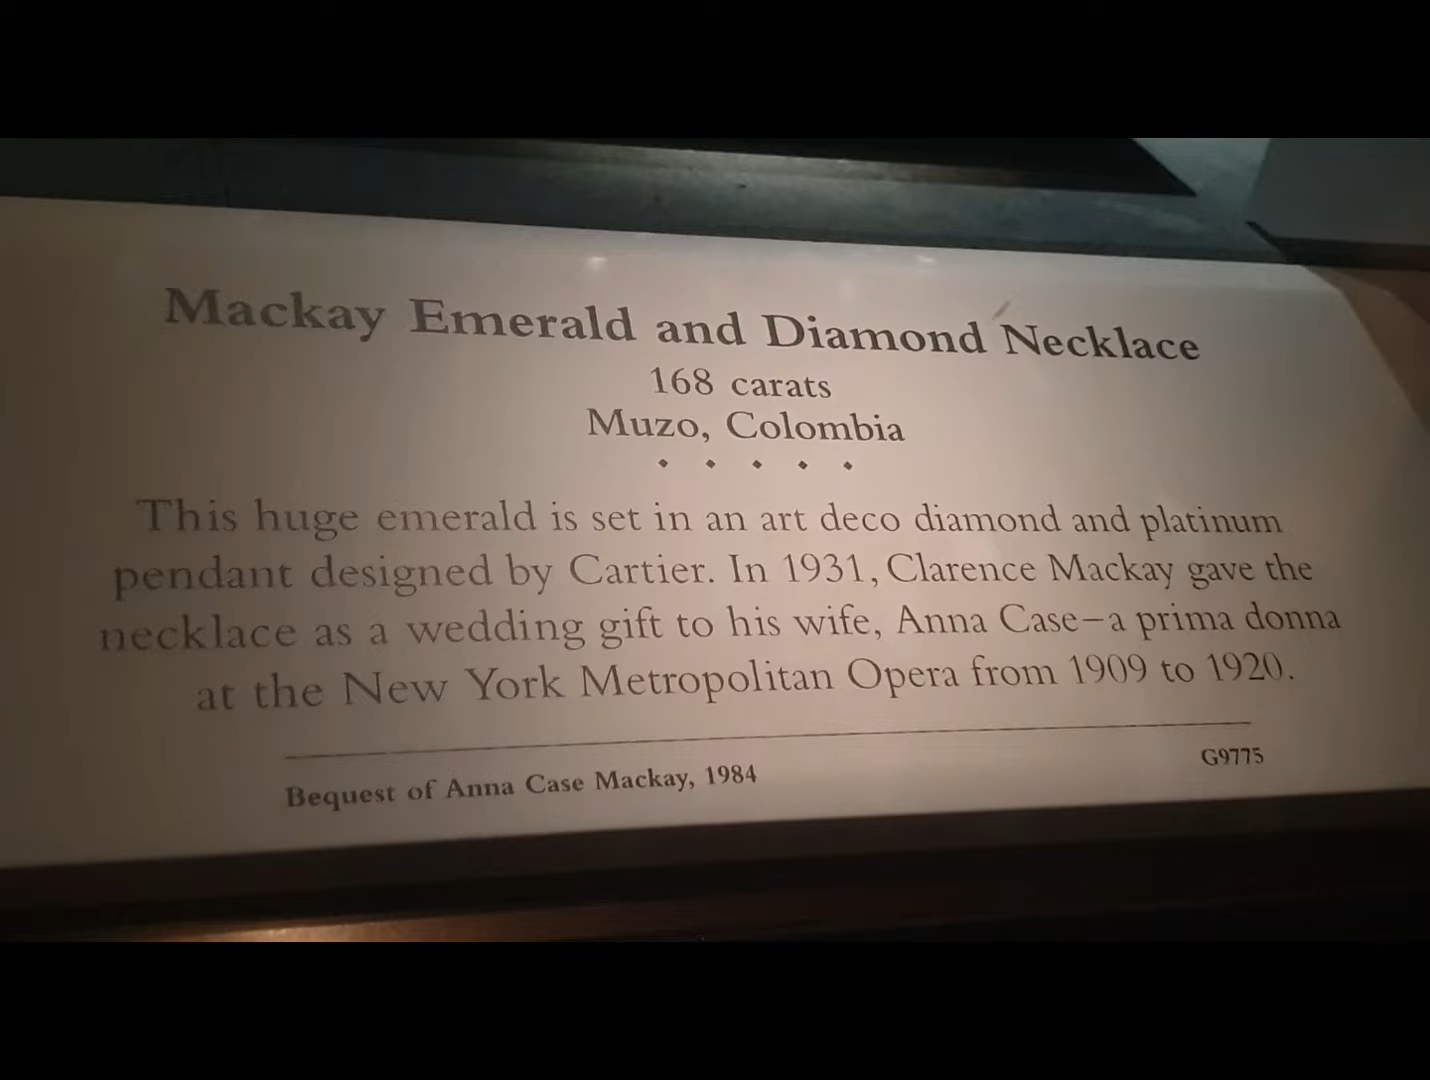 Mackay Emerald and Diamond Necklace
168 carats
Muzo, Colombia
This huge emerald is set in an art deco diamond and platinum
pendant designed by Cartier. In 1931, Clarence Mackay gave the
necklace as a wedding gift to his wife, Anna Case–a prima donna
at the New York Metropolitan Opera from 1909 to 1920.
Bequest of Anna Case Mackay, 1984
G9775